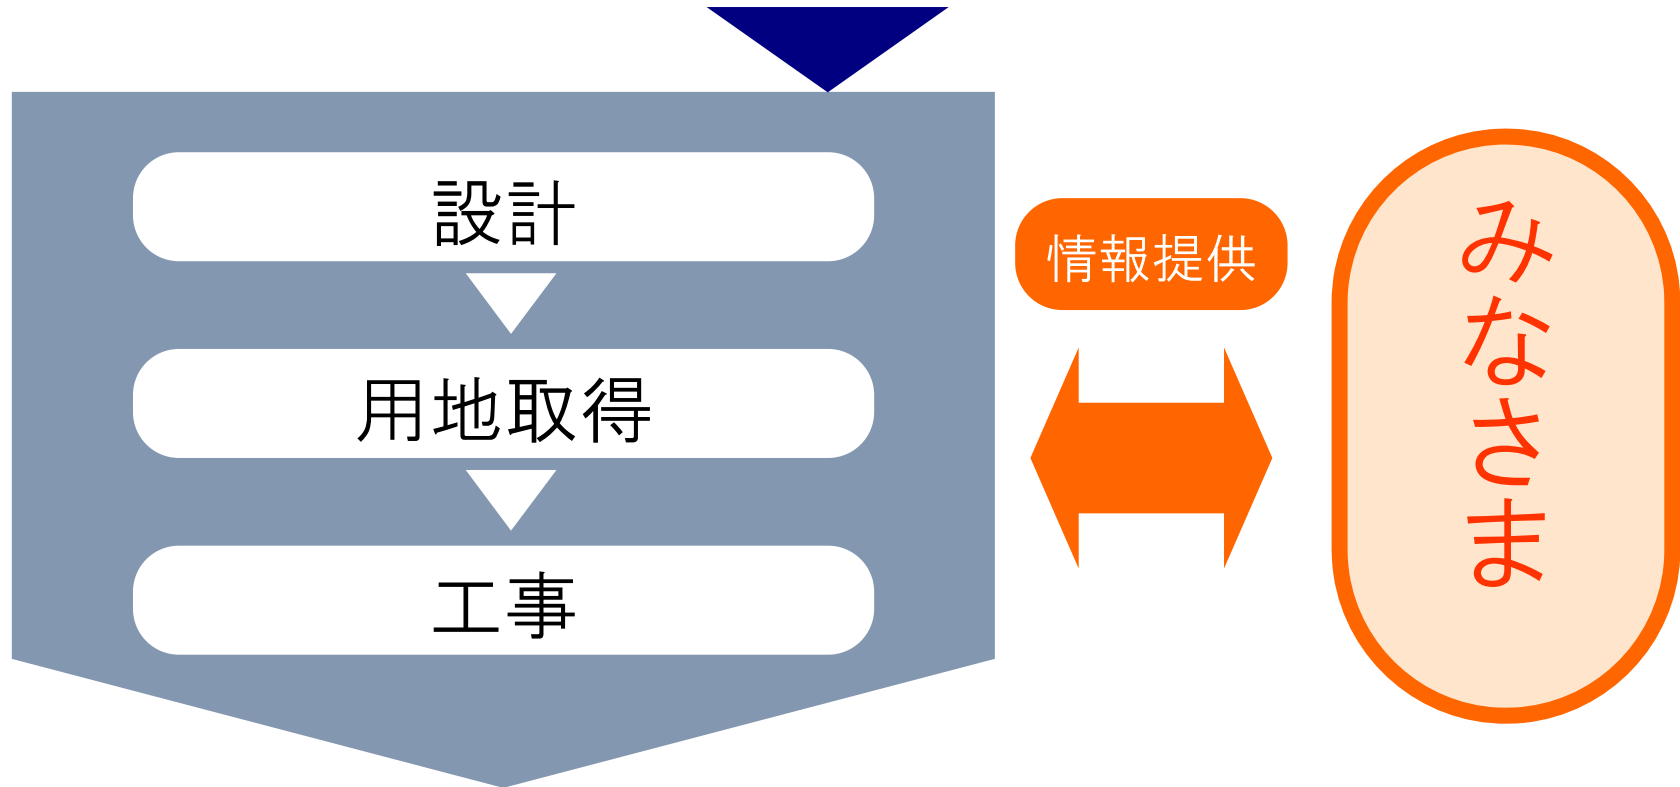 設計
用地取得
工事
情報提供
みなさま